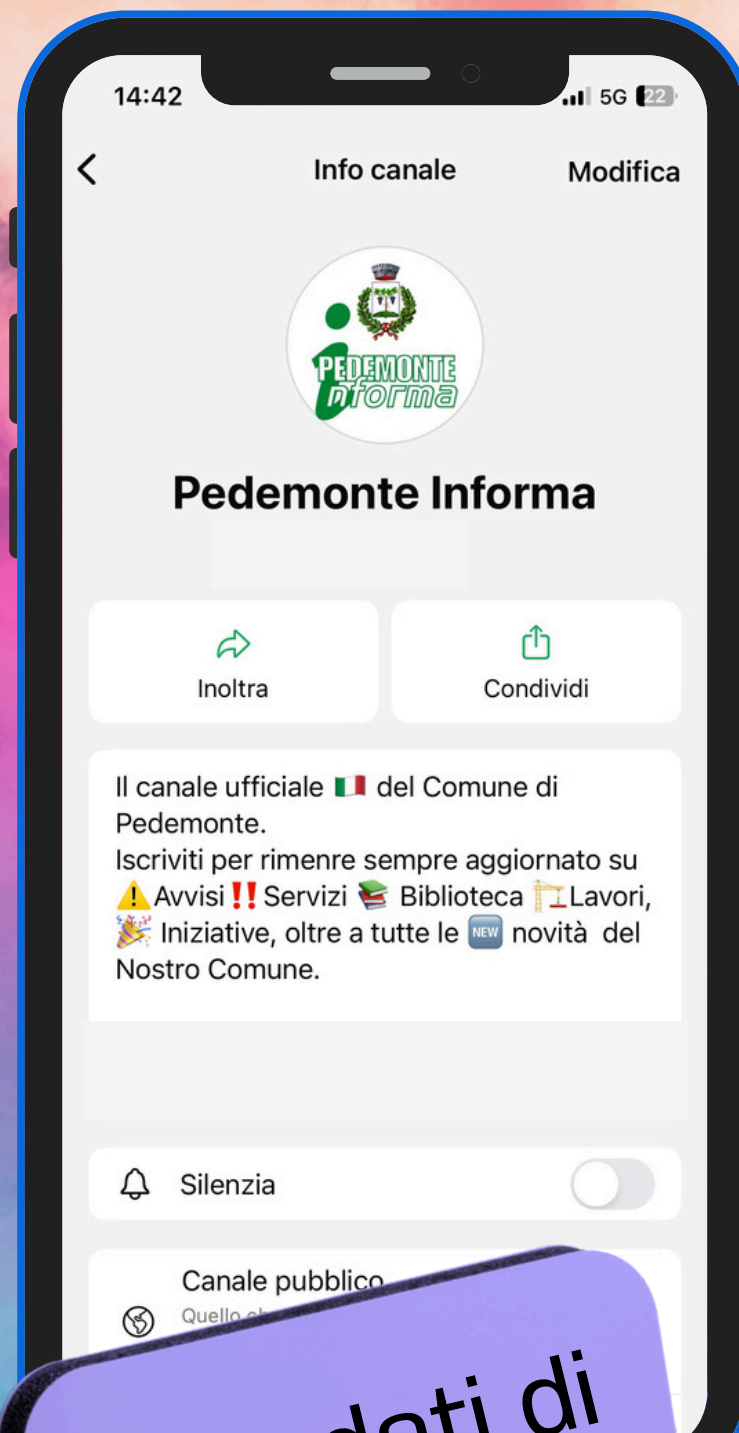 14:42
5G 22
Info canale
Modifica
PEDEMONTE
informa
Pedemonte Informa
Inoltra
Condividi
Il canale ufficiale 🇮🇹 del Comune di
Pedemonte.
Iscriviti per rimenre sempre aggiornato su
⚠️Avvisi‼️Servizi 📚 Biblioteca 🏗️Lavori,
🎉 Iniziative, oltre a tutte le 🆕 novità del
Nostro Comune.
Silenzia
Canale pubblico
Quello
di